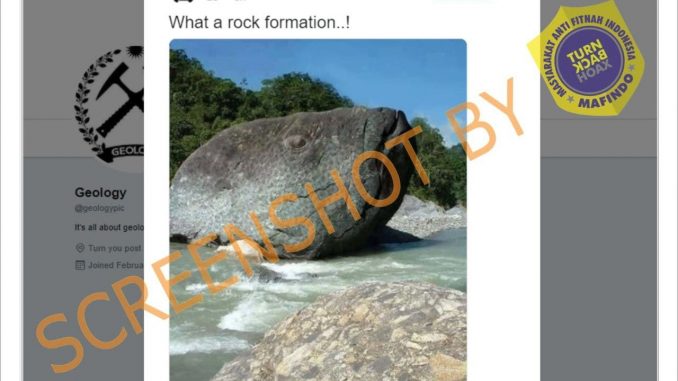 What a rock formation..!
GEOLO
Geology
@geologypic
It's all about geolo
Turn you post
Joined Februa
SCREENSHOT BY
MASYARAKAT ANTI FITNAH INDONESIA
TURN
BACK
HOAX
MAFINDO